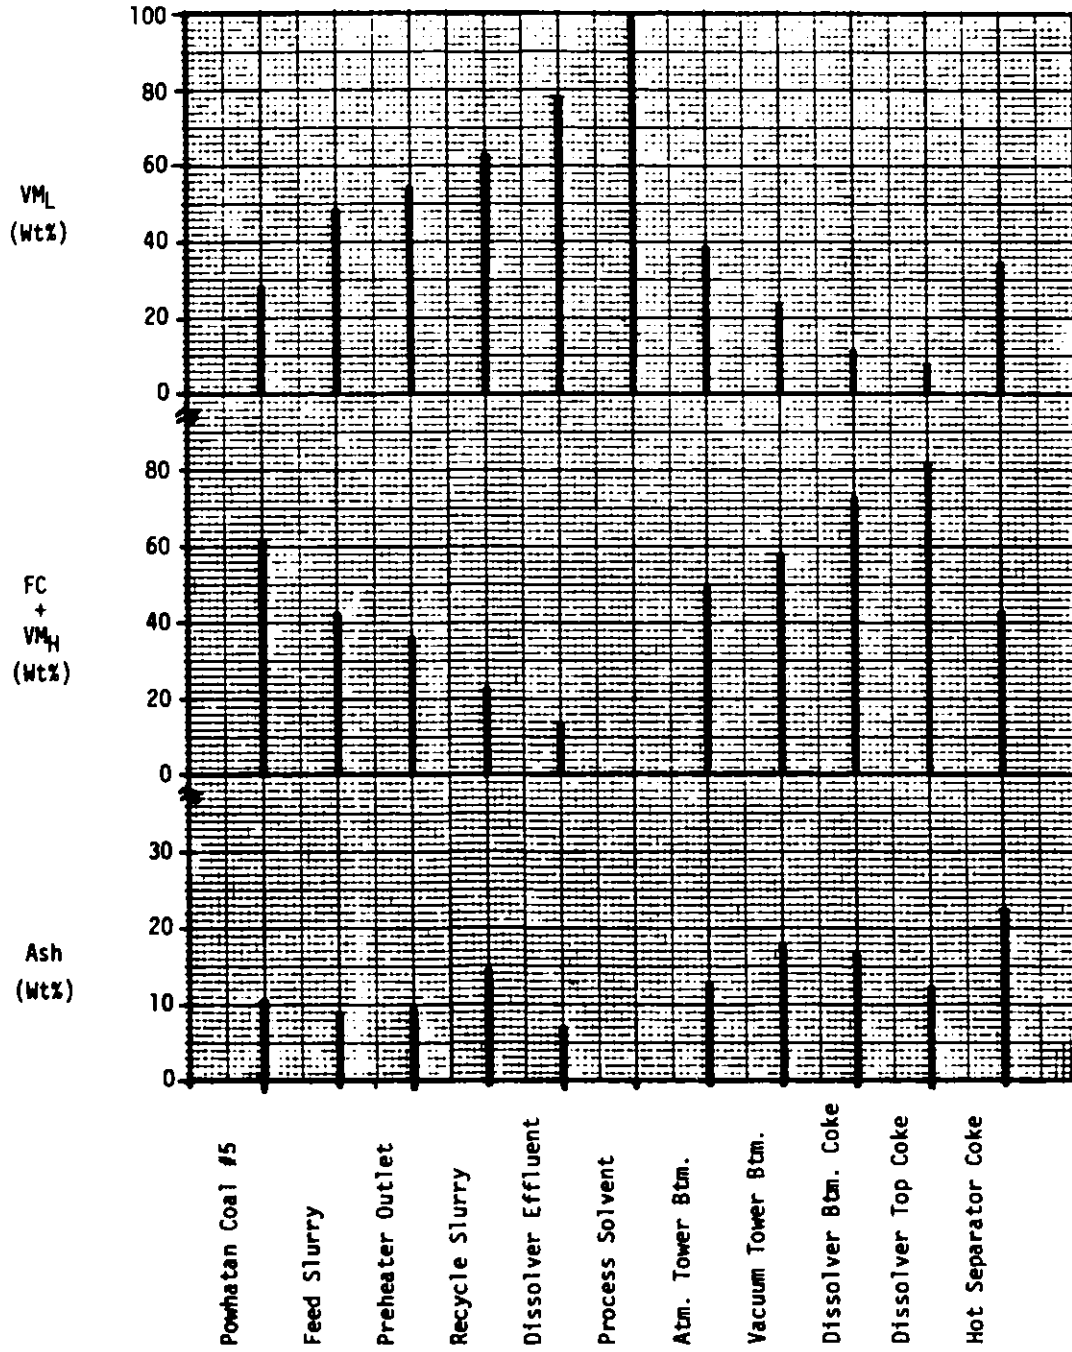 100
80
60
40
20
0
VML
(Wt%)
80
60
40
20
0
FC
+
VMH
(Wt%)
30
20
10
0
Ash
(Wt%)
Powhatan Coal #5
Feed Slurry
Preheater Outlet
Recycle Slurry
Dissolver Effluent
Process Solvent
Atm. Tower Btm.
Vacuum Tower Btm.
Dissolver Btm. Coke
Dissolver Top Coke
Hot Separator Coke